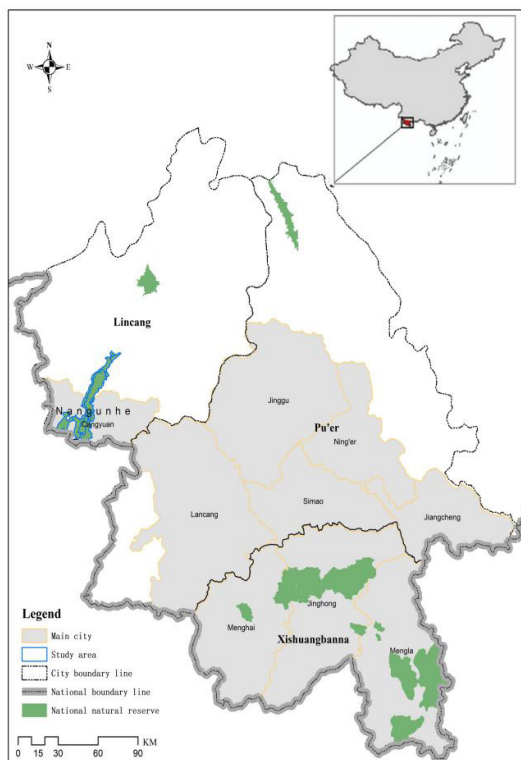 N
W E
S
Lincang
Nangunhe
Cangyuan
Jinggu
Pu'er
Ning'er
Simao
Lancang
Jiangcheng
Jinghong
Menghai
Xishuangbanna
Mengla
Legend
Main city
Study area
City boundary line
National boundary line
National natural reserve
KM
0 15 30 60 90